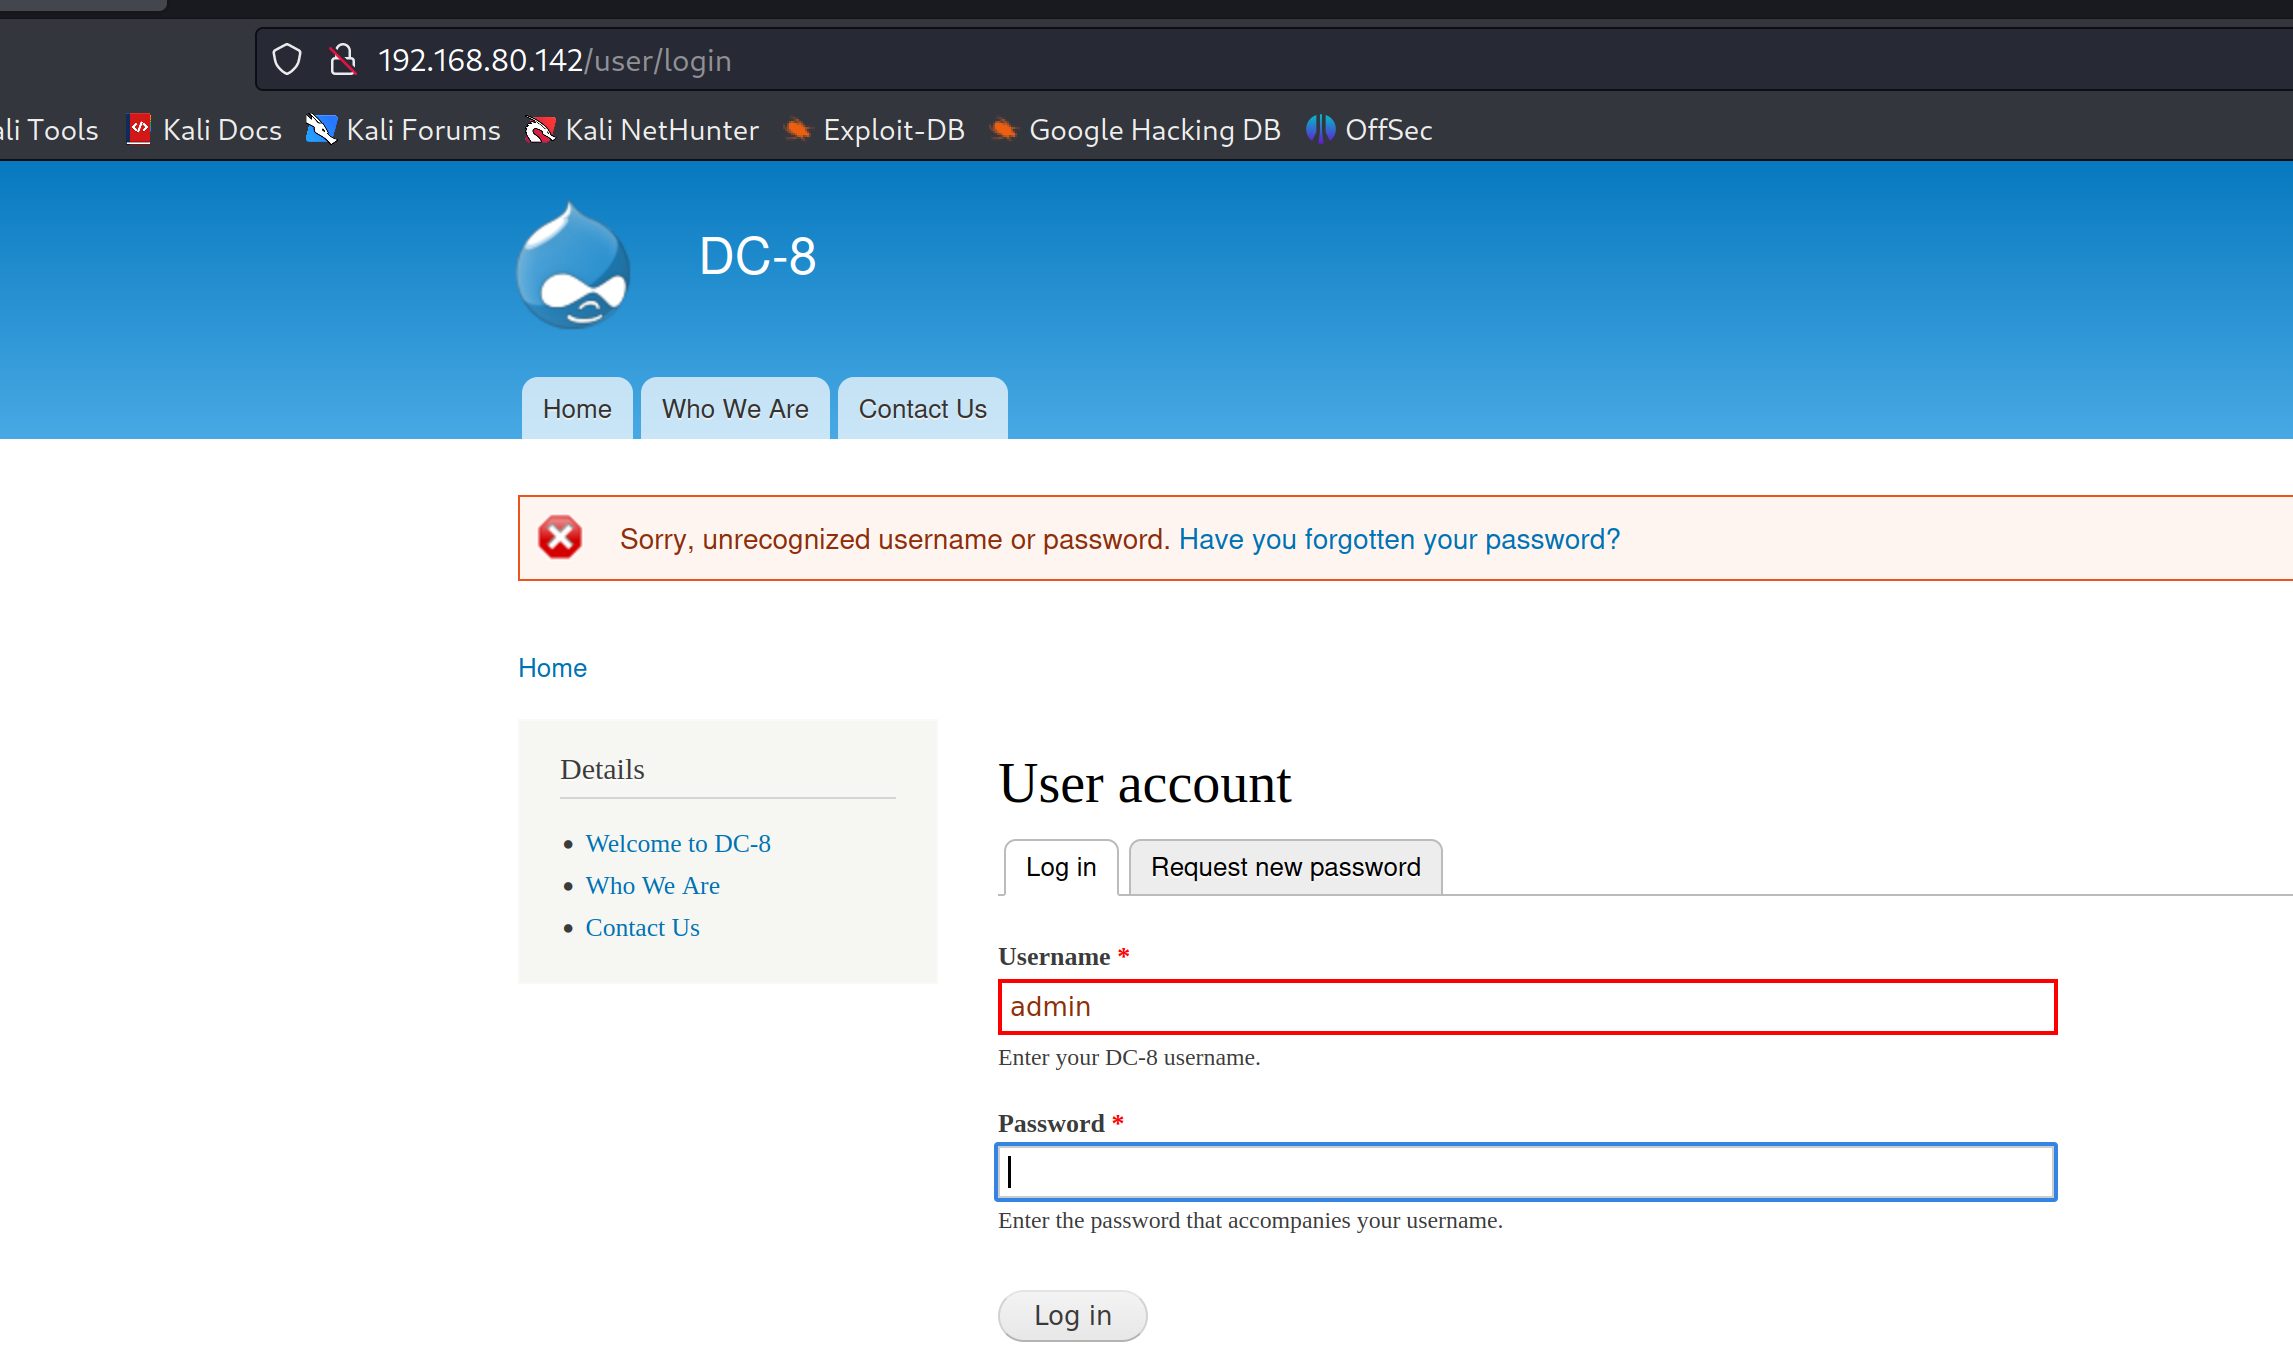 192.168.80.142/user/login
ali Tools Kali Docs Kali Forums Kali NetHunter Exploit-DB Google Hacking DB OffSec
DC-8
Home Who We Are Contact Us
Sorry, unrecognized username or password. Have you forgotten your password?
Home
Details
Welcome to DC-8
Who We Are
Contact Us
User account
Log in Request new password
Username *
admin
Enter your DC-8 username.
Password *
Enter the password that accompanies your username.
Log in